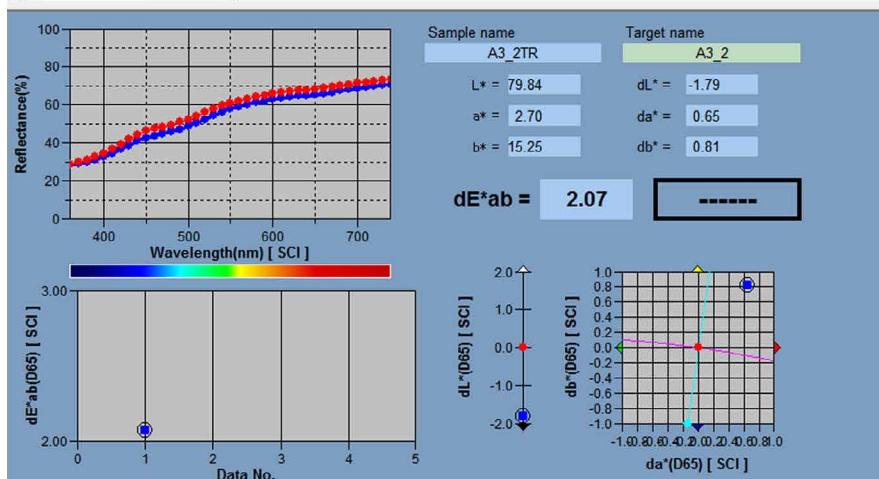 Sample name
Target name
A3_2TR
A3_2
L* = 79.84
dL* = -1.79
a* = 2.70
da* = 0.65
b* = 15.25
db* = 0.81
dE*ab = 2.07
------
Reflectance(%)
100
80
60
40
20
0
400 500 600 700
Wavelength(nm) [ SCI ]
dE*ab(D65) [ SCI ]
3.00
2.00
0 1 2 3 4 5
Data No.
dL*(D65) [ SCI ]
2.0
1.0
0.0
-1.0
-2.0
db*(D65) [ SCI ]
1.0
0.8
0.6
0.4
0.2
0.0
-0.2
-0.4
-0.6
-0.8
-1.0
da*(D65) [ SCI ]